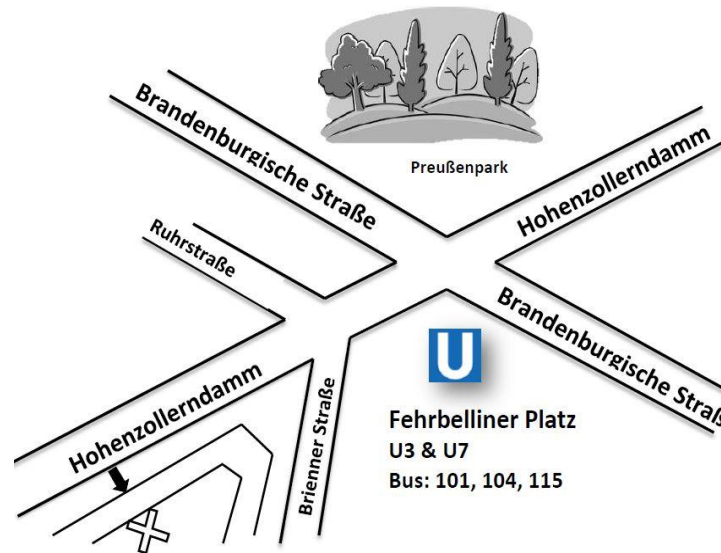 Preußenpark
Brandenburgische Straße
Hohenzollerndamm
Ruhrstraße
Brandenburgische Straß
Hohenzollerndamm
Brienner Straße
U
Fehrbelliner Platz
U3 & U7
Bus: 101, 104, 115